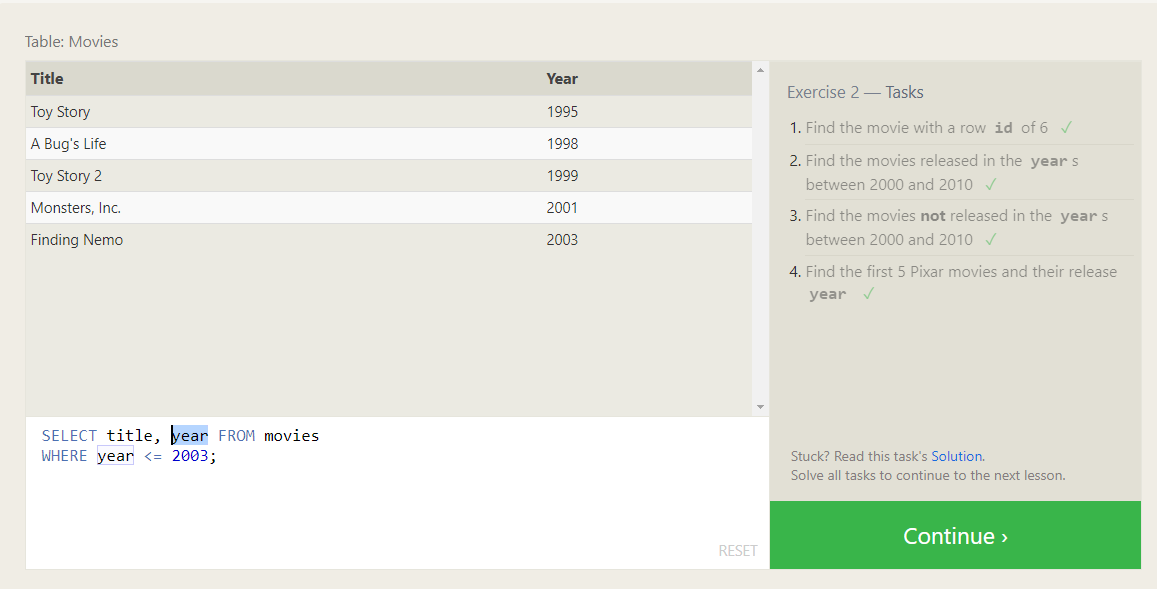 Table: Movies
Title Year
Toy Story 1995
A Bug's Life 1998
Toy Story 2 1999
Monsters, Inc. 2001
Finding Nemo 2003
SELECT title, year FROM movies
WHERE year <= 2003;
RESET
Exercise 2 — Tasks
1. Find the movie with a row id of 6 ✓
2. Find the movies released in the year s
between 2000 and 2010 ✓
3. Find the movies not released in the year s
between 2000 and 2010 ✓
4. Find the first 5 Pixar movies and their release
year ✓
Stuck? Read this task's Solution.
Solve all tasks to continue to the next lesson.
Continue ›